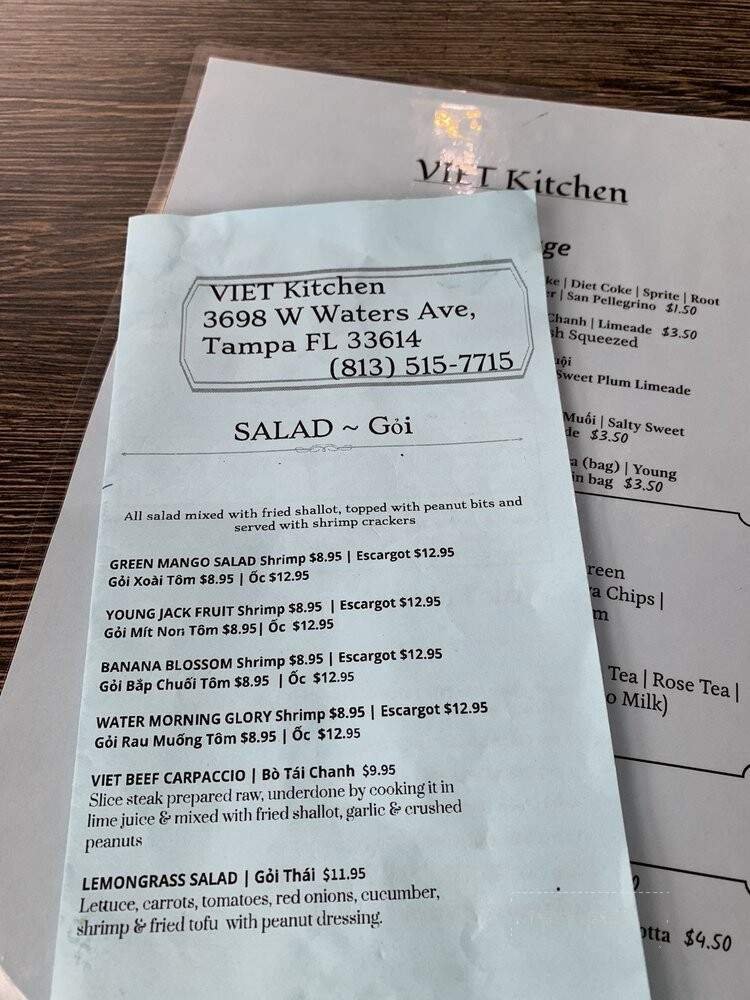 VIET Kitchen
3698 W Waters Ave,
Tampa FL 33614
(813) 515-7715
SALAD ~ Gỏi
All salad mixed with fried shallot, topped with peanut bits and
served with shrimp crackers
GREEN MANGO SALAD Shrimp $8.95 | Escargot $12.95
Gỏi Xoài Tôm $8.95 | Ốc $12.95
YOUNG JACK FRUIT Shrimp $8.95 | Escargot $12.95
Gỏi Mít Non Tôm $8.95| Ốc $12.95
BANANA BLOSSOM Shrimp $8.95 | Escargot $12.95
Gỏi Bắp Chuối Tôm $8.95 | Ốc $12.95
WATER MORNING GLORY Shrimp $8.95 | Escargot $12.95
Gỏi Rau Muống Tôm $8.95 | Ốc $12.95
VIET BEEF CARPACCIO | Bò Tái Chanh $9.95
Slice steak prepared raw, underdone by cooking it in
lime juice & mixed with fried shallot, garlic & crushed
peanuts
LEMONGRASS SALAD | Gỏi Thái $11.95
Lettuce, carrots, tomatoes, red onions, cucumber,
shrimp & fried tofu with peanut dressing.
VIET Kitchen
| Diet Coke | Sprite | Root
| San Pellegrino $1.50
Chanh | Limeade $3.50
Squeezed
Sweet Plum Limeade
Muối | Salty Sweet
$3.50
(bag) | Young
in bag $3.50
Chips |
Tea | Rose Tea |
Milk)
$4.50